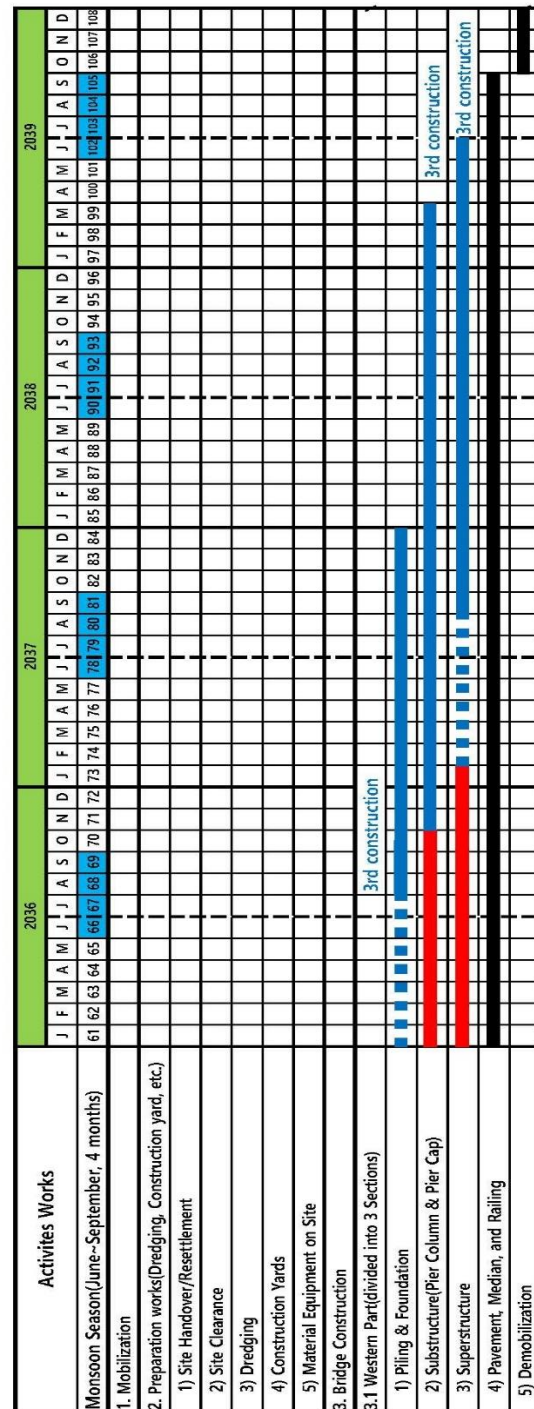 Activites Works
2036 2037 2038 2039
J F M A M J J A S O N D J F M A M J J A S O N D J F M A M J J A S O N D J F M A M J J A S O N D
Monsoon Season(June~September, 4 months) 61 62 63 64 65 66 67 68 69 70 71 72 73 74 75 76 77 78 79 80 81 82 83 84 85 86 87 88 89 90 91 92 93 94 95 96 97 98 99 100 101 102 103 104 105 106 107 108
1. Mobilization
2. Preparation works(Dredging, Construction yard, etc.)
1) Site Handover/Resettlement
2) Site Clearance
3) Dredging
4) Construction Yards
5) Material Equipment on Site
3. Bridge Construction
3.1 Western Part(divided into 3 Sections) 3rd construction
1) Piling & Foundation
2) Substructure(Pier Column & Pier Cap) 3rd construction
3) Superstructure 3rd construction
4) Pavement, Median, and Railing
5) Demobilization